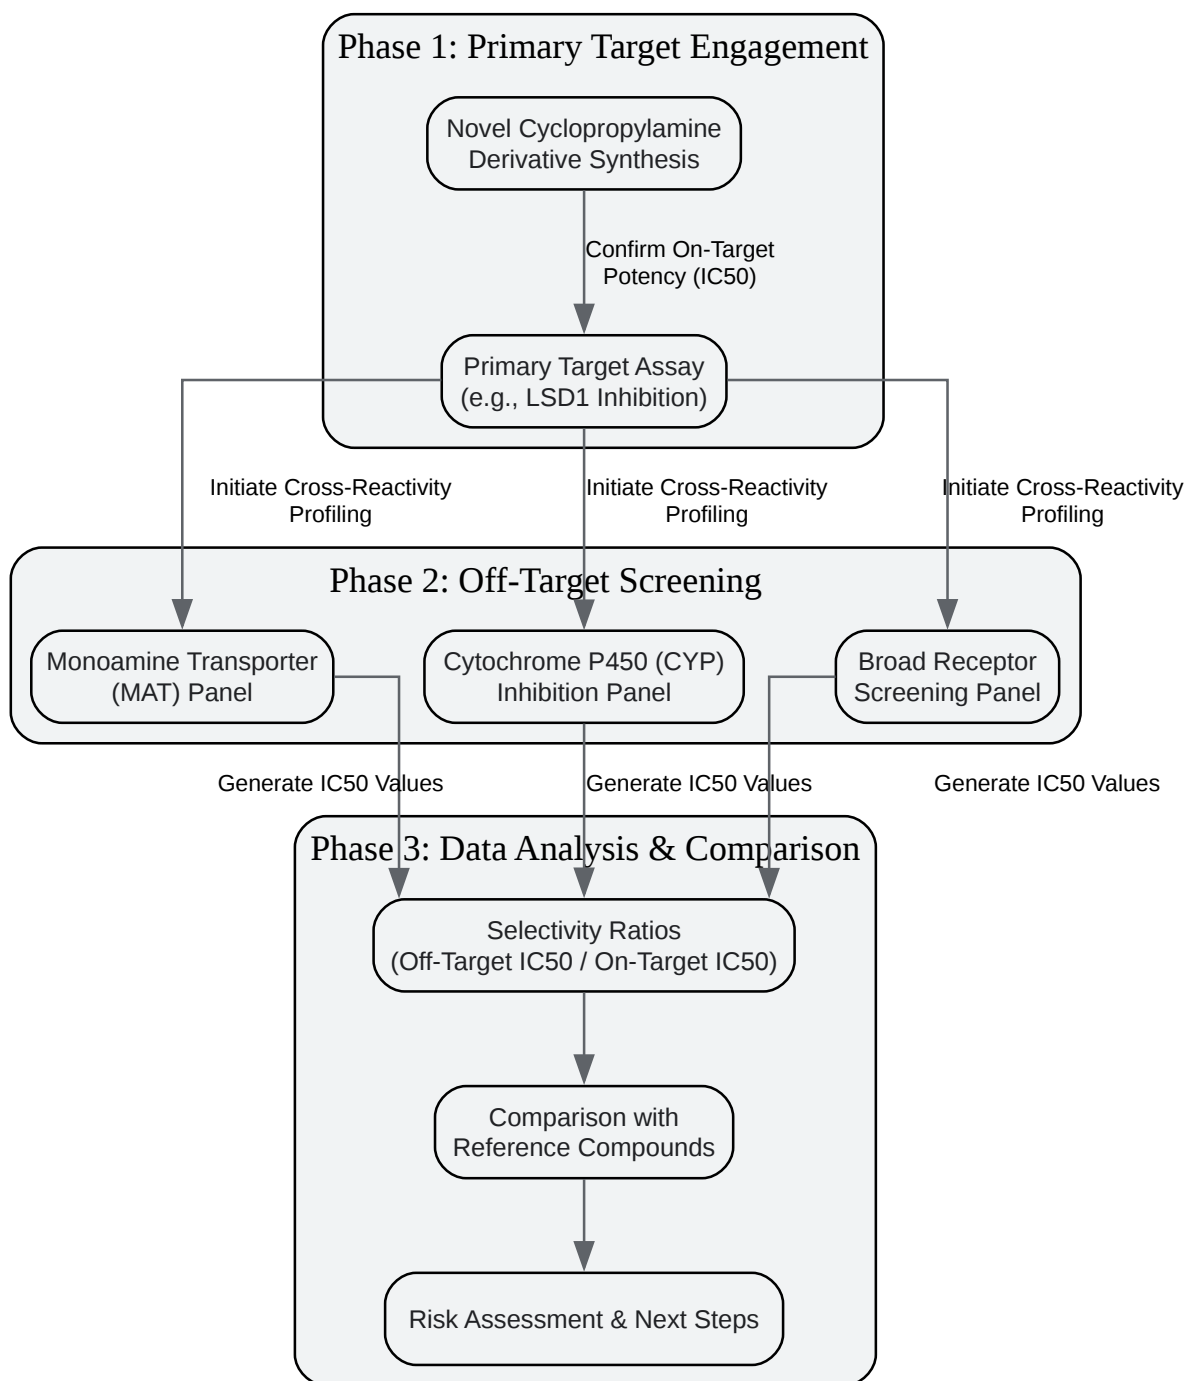 Phase 1: Primary Target Engagement
Novel Cyclopropylamine
Derivative Synthesis
Confirm On-Target
Potency (IC50)
Primary Target Assay
(e.g., LSD1 Inhibition)
Initiate Cross-Reactivity
Profiling
Initiate Cross-Reactivity
Profiling
Initiate Cross-Reactivity
Profiling
Phase 2: Off-Target Screening
Monoamine Transporter
(MAT) Panel
Cytochrome P450 (CYP)
Inhibition Panel
Broad Receptor
Screening Panel
Generate IC50 Values
Generate IC50 Values
Generate IC50 Values
Phase 3: Data Analysis & Comparison
Selectivity Ratios
(Off-Target IC50 / On-Target IC50)
Comparison with
Reference Compounds
Risk Assessment & Next Steps